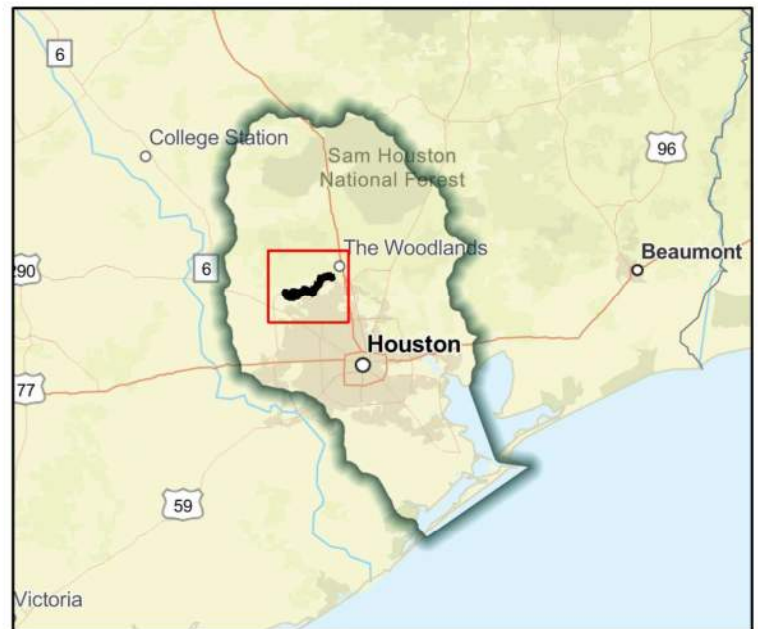 6
College Station
Sam Houston
National Forest
96
The Woodlands
Beaumont
290
6
Houston
77
59
Victoria